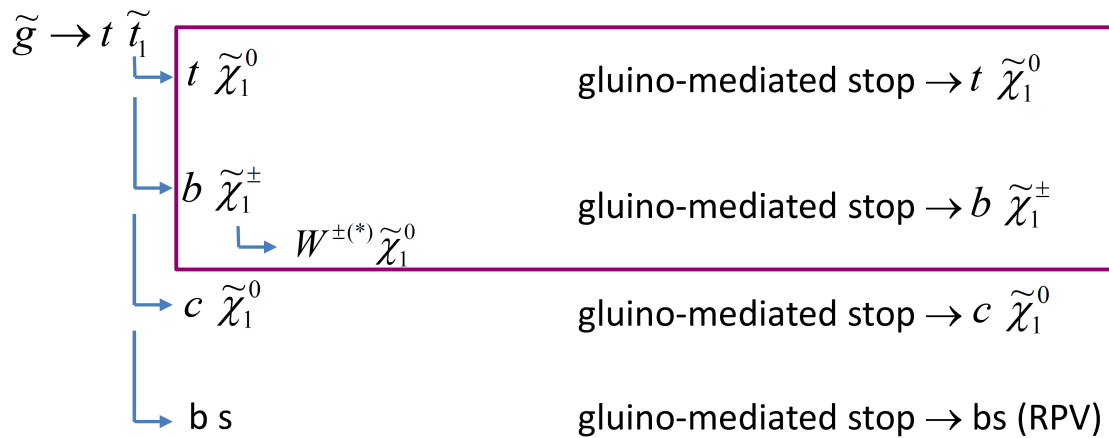 g̃ → t t̃₁
t χ̃₁⁰ gluino-mediated stop → t χ̃₁⁰
b χ̃₁± gluino-mediated stop → b χ̃₁±
W±(*) χ̃₁⁰
c χ̃₁⁰ gluino-mediated stop → c χ̃₁⁰
b s gluino-mediated stop → bs (RPV)